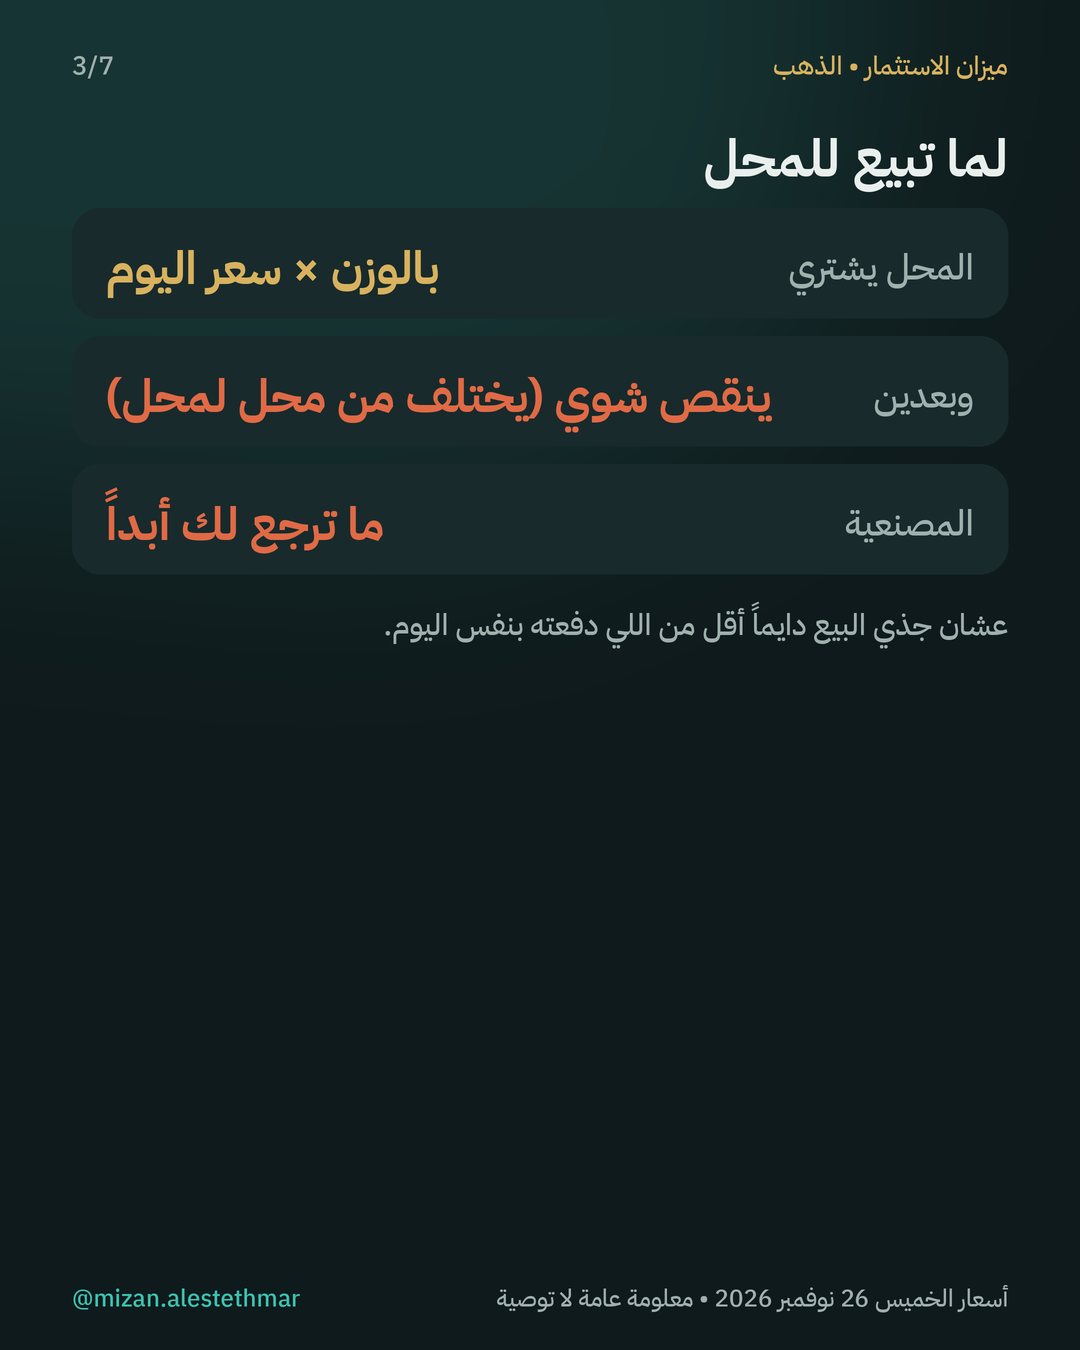 ميزان الاستثمار • الذهب
3/7
لما تبيع للمحل
المحل يشتري
بالوزن × سعر اليوم
وبعدين
ينقص شوي (يختلف من محل لمحل)
المصنعية
ما ترجع لك أبداً
عشان جذي البيع دايماً أقل من اللي دفعته بنفس اليوم.
أسعار الخميس 26 نوفمبر 2026 • معلومة عامة لا توصية
@mizan.alestethmar